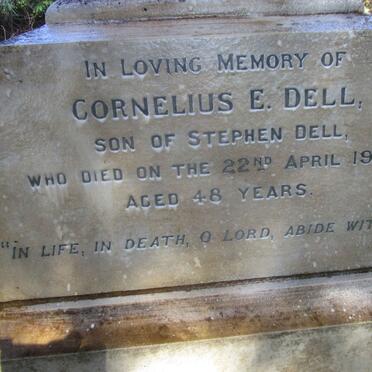 IN LOVING MEMORY OF
CORNELIUS E. DELL,
SON OF STEPHEN DELL,
WHO DIED ON THE 22ND APRIL 19
AGED 48 YEARS.
"IN LIFE, IN DEATH, O LORD, ABIDE WIT